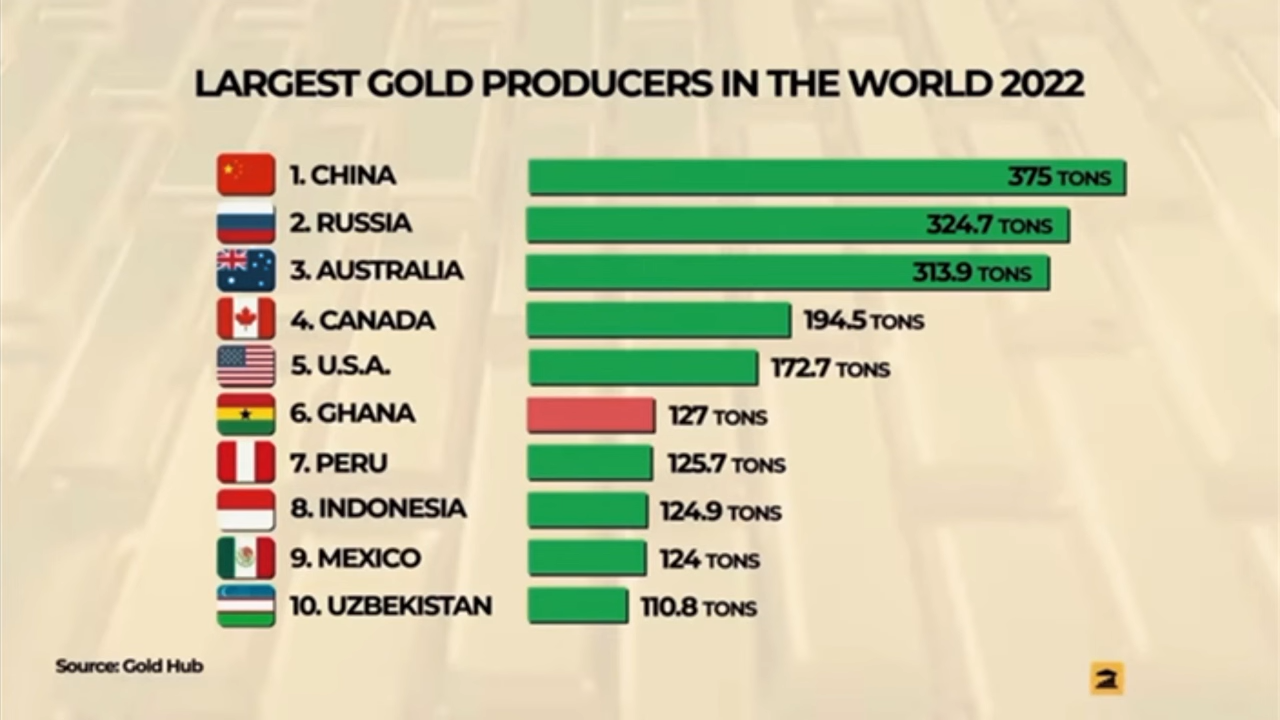 LARGEST GOLD PRODUCERS IN THE WORLD 2022
1. CHINA 375 TONS
2. RUSSIA 324.7 TONS
3. AUSTRALIA 313.9 TONS
4. CANADA 194.5 TONS
5. U.S.A. 172.7 TONS
6. GHANA 127 TONS
7. PERU 125.7 TONS
8. INDONESIA 124.9 TONS
9. MEXICO 124 TONS
10. UZBEKISTAN 110.8 TONS
Source: Gold Hub